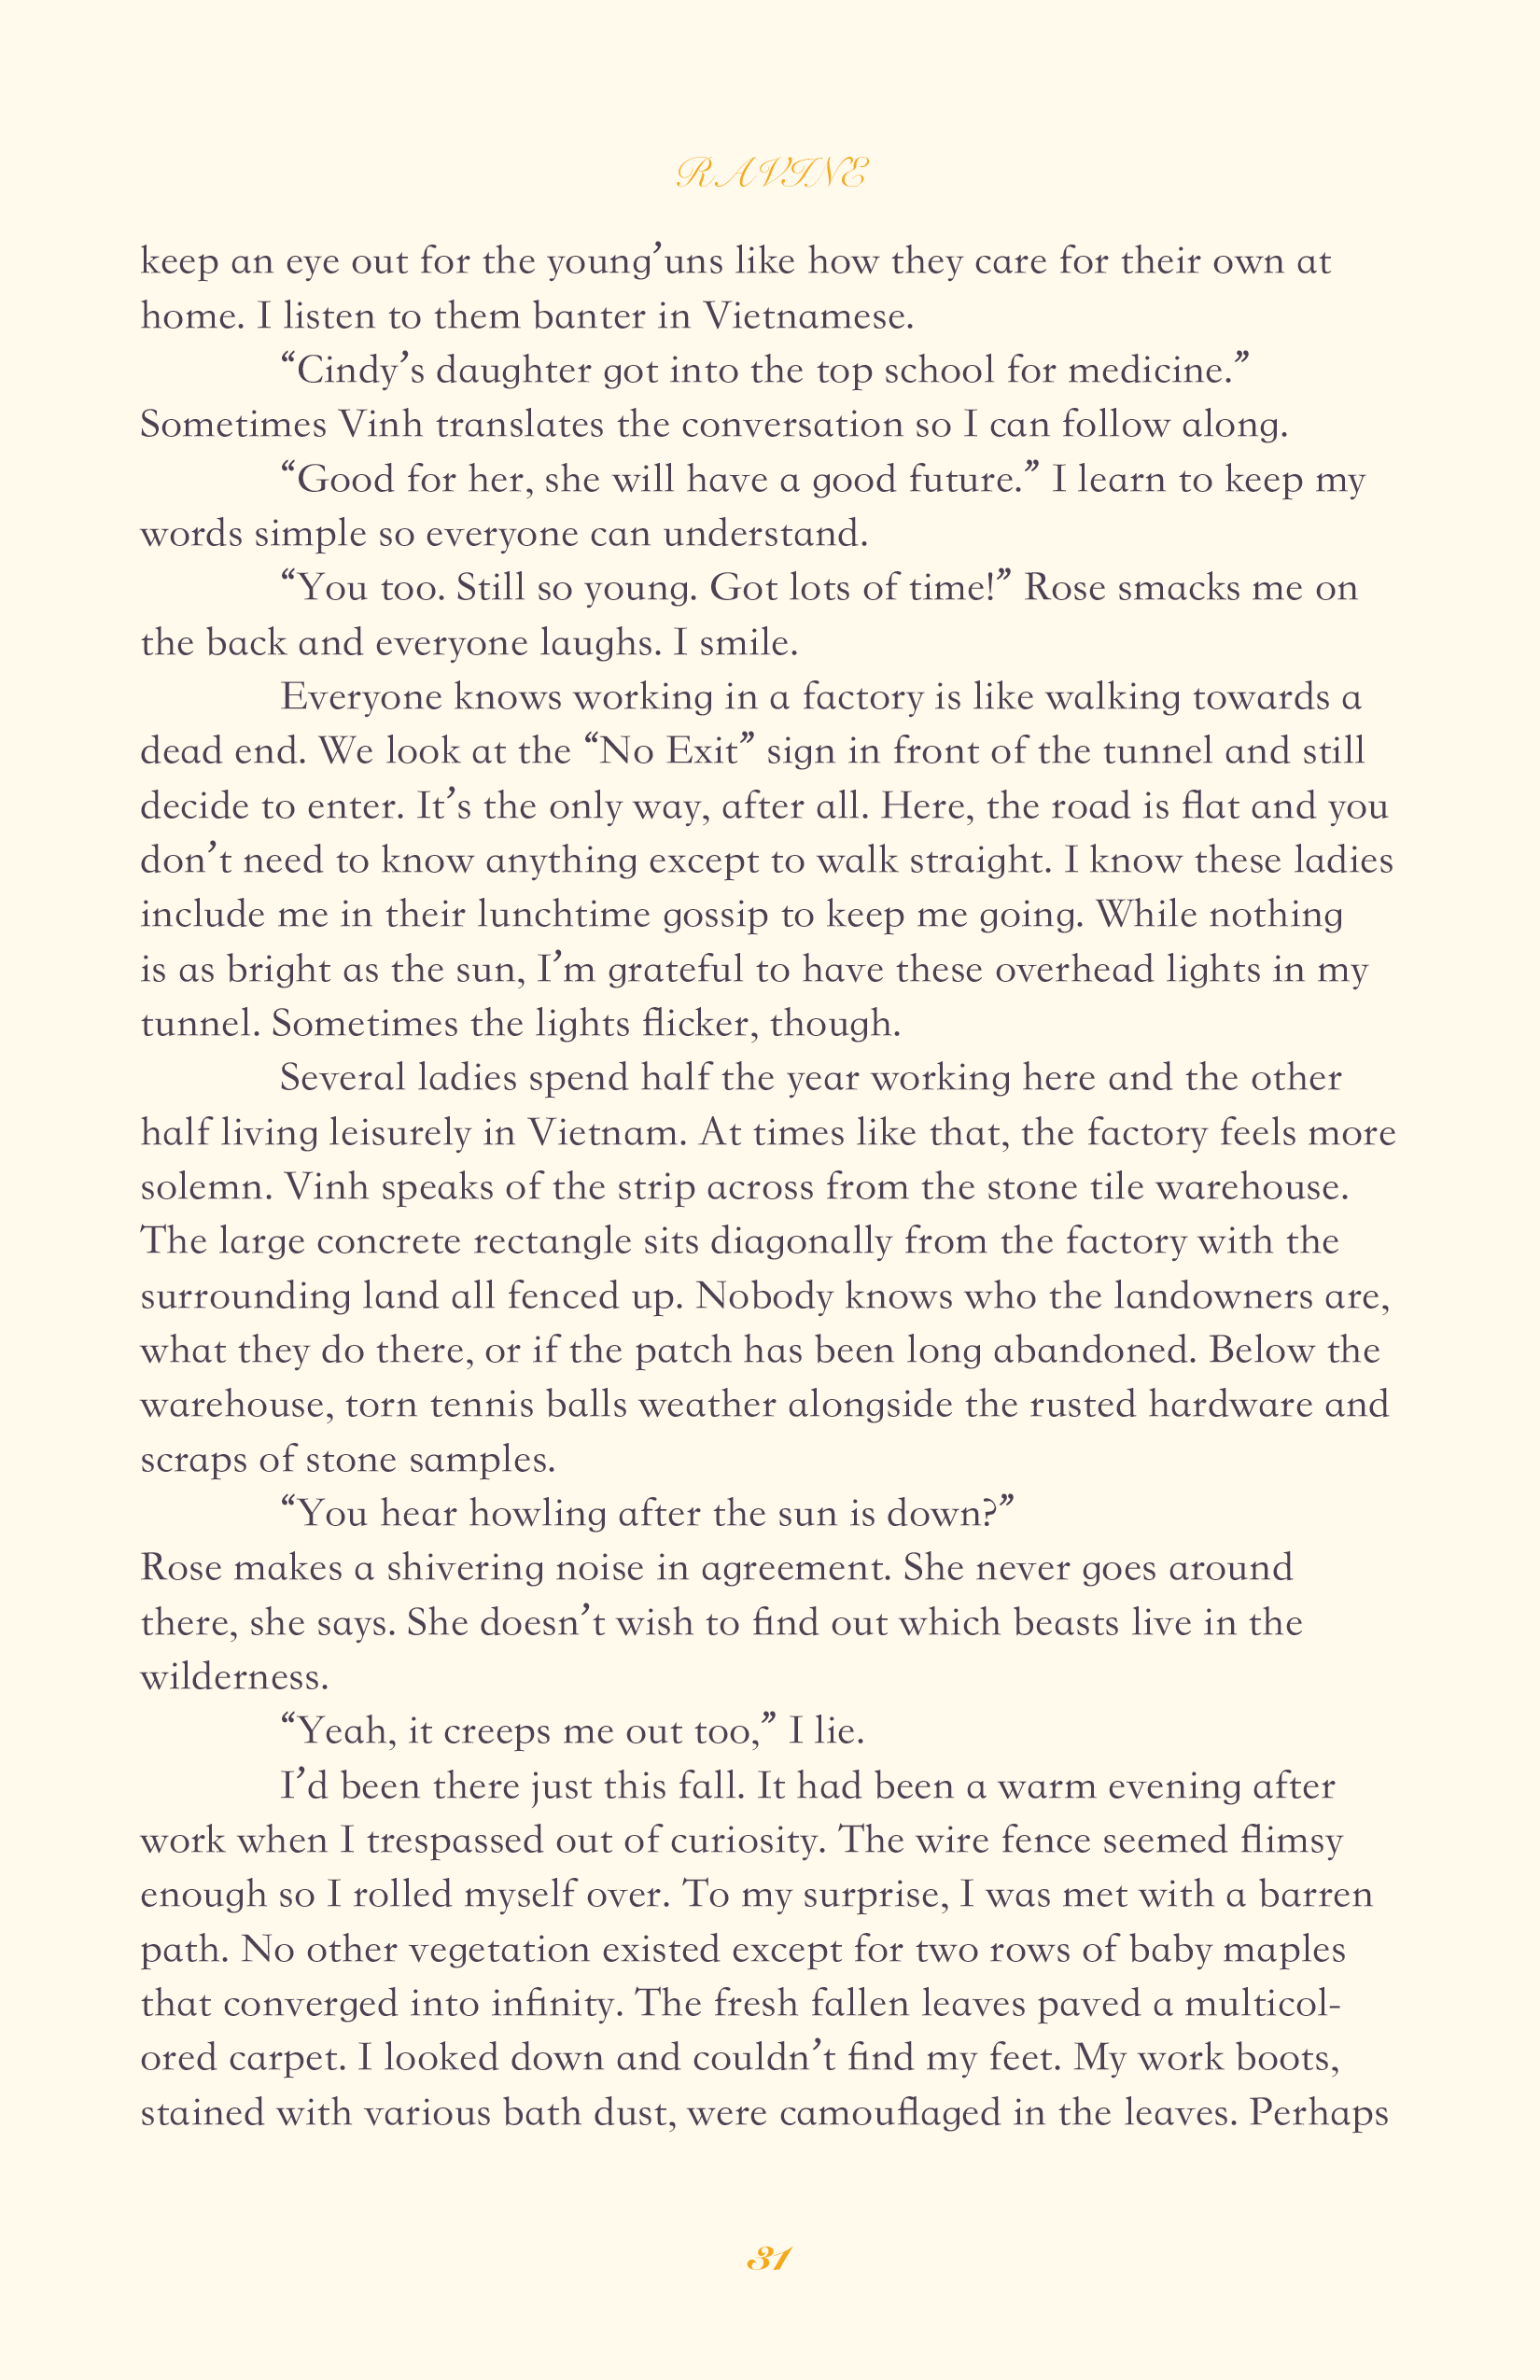 RAVINE
keep an eye out for the young’uns like how they care for their own at
home. I listen to them banter in Vietnamese.
“Cindy’s daughter got into the top school for medicine.”
Sometimes Vinh translates the conversation so I can follow along.
“Good for her, she will have a good future.” I learn to keep my
words simple so everyone can understand.
“You too. Still so young. Got lots of time!” Rose smacks me on
the back and everyone laughs. I smile.
Everyone knows working in a factory is like walking towards a
dead end. We look at the “No Exit” sign in front of the tunnel and still
decide to enter. It’s the only way, after all. Here, the road is flat and you
don’t need to know anything except to walk straight. I know these ladies
include me in their lunchtime gossip to keep me going. While nothing
is as bright as the sun, I’m grateful to have these overhead lights in my
tunnel. Sometimes the lights flicker, though.
Several ladies spend half the year working here and the other
half living leisurely in Vietnam. At times like that, the factory feels more
solemn. Vinh speaks of the strip across from the stone tile warehouse.
The large concrete rectangle sits diagonally from the factory with the
surrounding land all fenced up. Nobody knows who the landowners are,
what they do there, or if the patch has been long abandoned. Below the
warehouse, torn tennis balls weather alongside the rusted hardware and
scraps of stone samples.
“You hear howling after the sun is down?”
Rose makes a shivering noise in agreement. She never goes around
there, she says. She doesn’t wish to find out which beasts live in the
wilderness.
“Yeah, it creeps me out too,” I lie.
I’d been there just this fall. It had been a warm evening after
work when I trespassed out of curiosity. The wire fence seemed flimsy
enough so I rolled myself over. To my surprise, I was met with a barren
path. No other vegetation existed except for two rows of baby maples
that converged into infinity. The fresh fallen leaves paved a multicol-
ored carpet. I looked down and couldn’t find my feet. My work boots,
stained with various bath dust, were camouflaged in the leaves. Perhaps
31